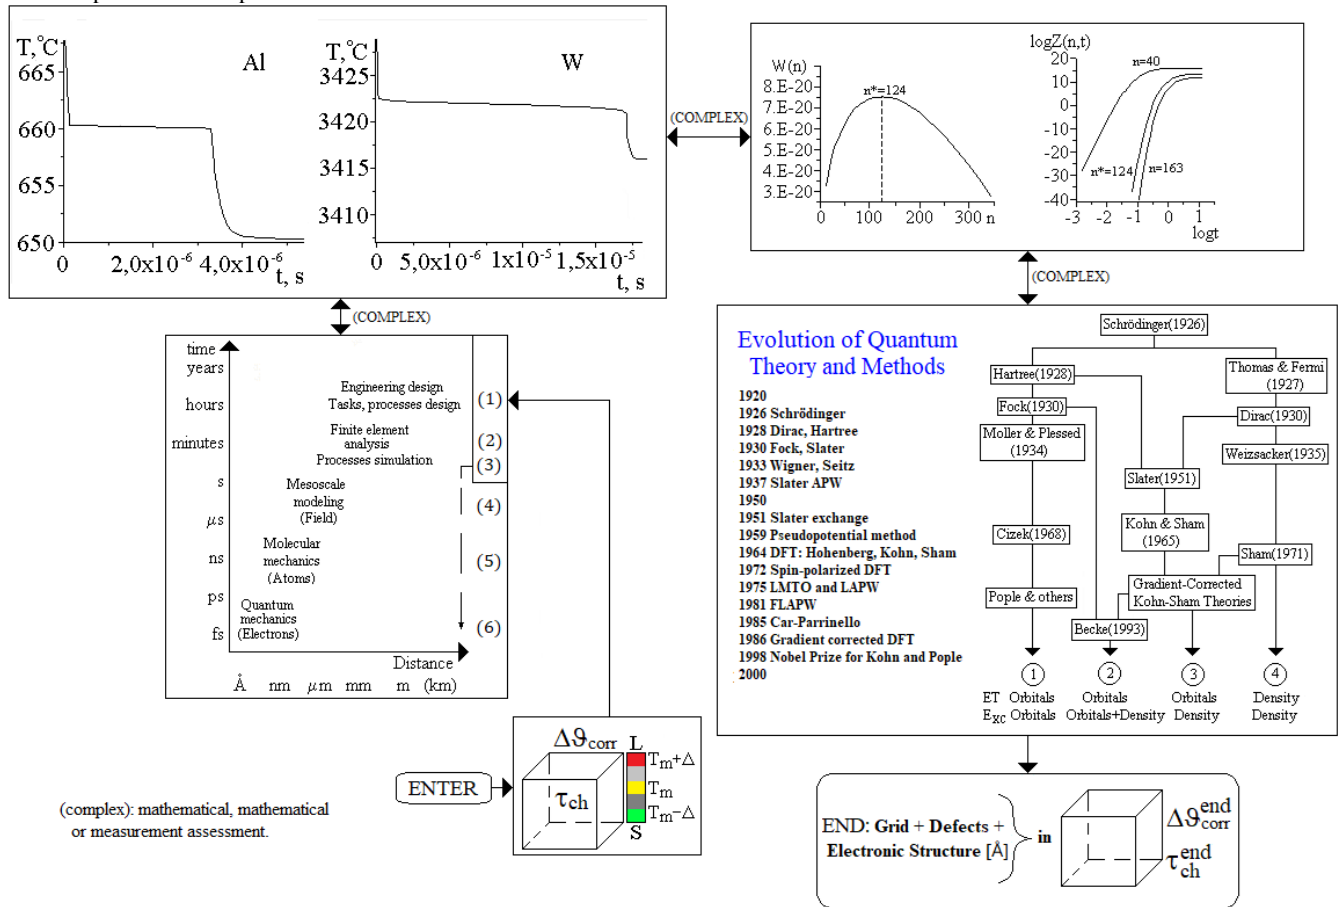 T,°C
665
660
655
650
Al
0
2,0x10-6
4,0x10-6
t, s
T,°C
3425
3420
3415
3410
W
0
5,0x10-6
1x10-5
1,5x10-5
t, s
(COMPLEX)
W(n)
8.E-20
7.E-20
6.E-20
5.E-20
4.E-20
3.E-20
n*=124
0
100
200
300 n
logZ(n,t)
20
10
0
-10
-20
-30
-40
n=40
n*=124
n=163
-3
-2
-1
0
1
logt
(COMPLEX)
(COMPLEX)
time
years
hours
minutes
s
μs
ns
ps
fs
Engineering design
Tasks, processes design
(1)
Finite element
analysis
(2)
Processes simulation
(3)
Mesoscale
modeling
(Field)
(4)
Molecular
mechanics
(Atoms)
(5)
Quantum
mechanics
(Electrons)
(6)
Distance
Å nm μm mm m (km)
Evolution of Quantum
Theory and Methods
1920
1926 Schrödinger
1928 Dirac, Hartree
1930 Fock, Slater
1933 Wigner, Seitz
1937 Slater APW
1950
1951 Slater exchange
1959 Pseudopotential method
1964 DFT: Hohenberg, Kohn, Sham
1972 Spin-polarized DFT
1975 LMTO and LAPW
1981 FLAPW
1985 Car-Parrinello
1986 Gradient corrected DFT
1998 Nobel Prize for Kohn and Pople
2000
Schrödinger(1926)
Hartree(1928)
Thomas & Fermi
(1927)
Fock(1930)
Dirac(1930)
Moller & Plessed
(1934)
Weizsacker(1935)
Slater(1951)
Kohn & Sham
(1965)
Cizek(1968)
Sham(1971)
Gradient-Corrected
Kohn-Sham Theories
Pople & others
Becke(1993)
1 2 3 4
ET Orbitals Orbitals Orbitals Density
EXC Orbitals Orbitals+Density Density Density
ENTER
Δϑcorr
τch
L
Tm+Δ
Tm
Tm−Δ
S
(complex): mathematical, mathematical
or measurement assessment.
END: Grid + Defects +
Electronic Structure [Å]
in
Δϑcorr end
τch end